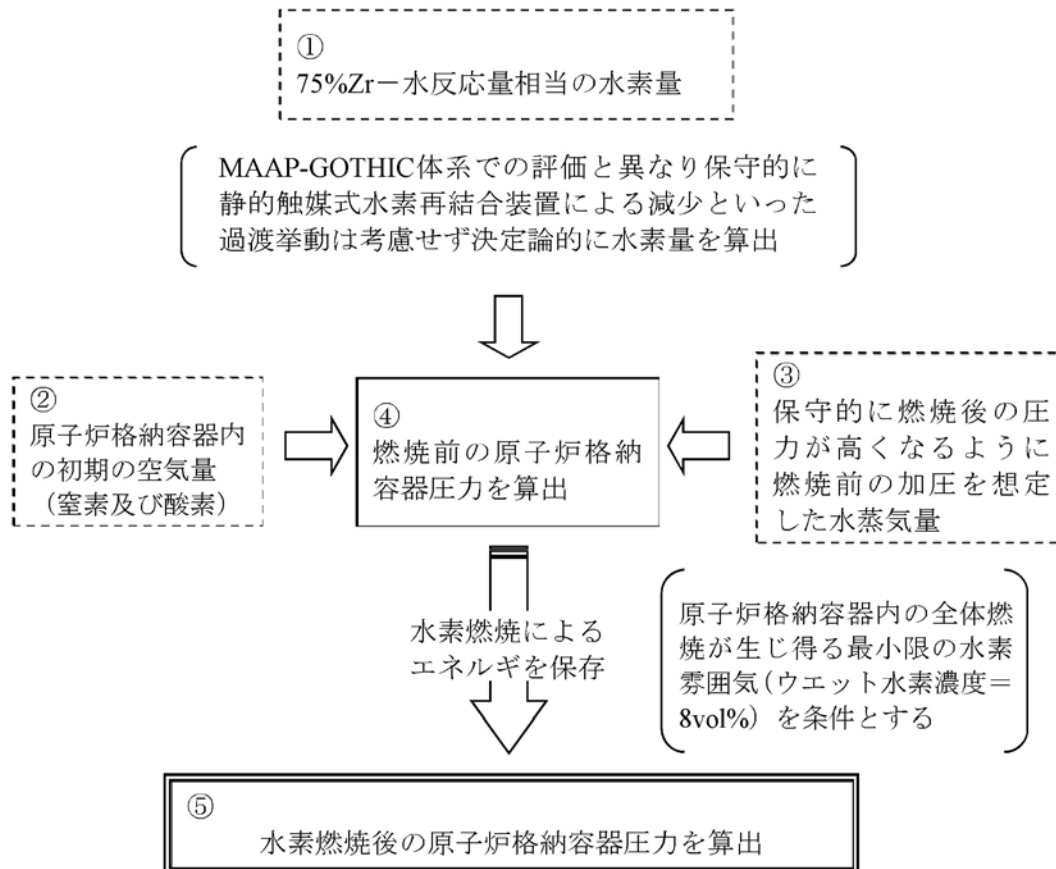 ①
75%Zr－水反応量相当の水素量
MAAP-GOTHIC体系での評価と異なり保守的に
静的触媒式水素再結合装置による減少といった
過渡挙動は考慮せず決定論的に水素量を算出
②
原子炉格納容器内
の初期の空気量
（窒素及び酸素）
④
燃焼前の原子炉格納
容器圧力を算出
③
保守的に燃焼後の圧
力が高くなるように
燃焼前の加圧を想定
した水蒸気量
水素燃焼による
エネルギを保存
原子炉格納容器内の全体燃
焼が生じ得る最小限の水素
雰囲気（ウエット水素濃度＝
8vol%）を条件とする
⑤
水素燃焼後の原子炉格納容器圧力を算出